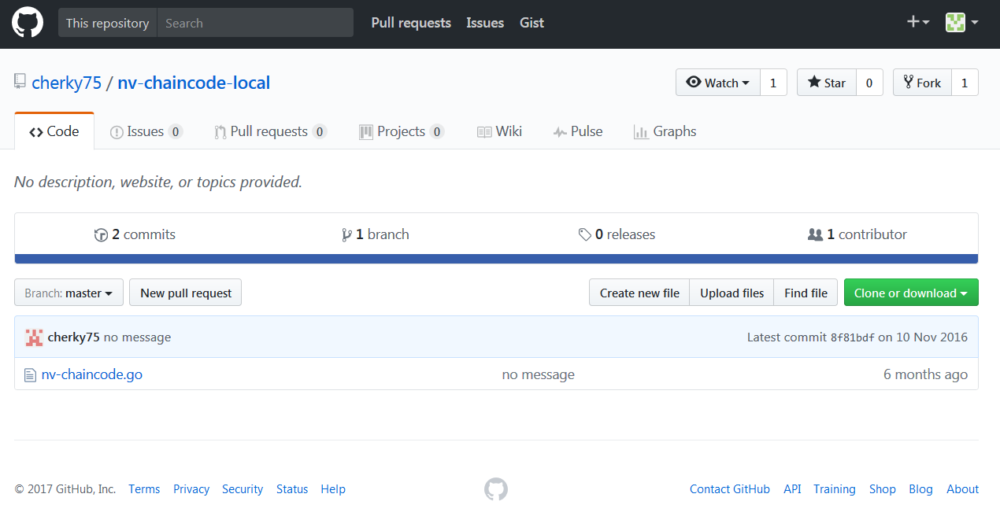 This repository Search Pull requests Issues Gist
cherky75 / nv-chaincode-local Watch 1 Star 0 Fork 1
Code Issues 0 Pull requests 0 Projects 0 Wiki Pulse Graphs
No description, website, or topics provided.
2 commits 1 branch 0 releases 1 contributor
Branch: master New pull request Create new file Upload files Find file Clone or download
cherky75 no message Latest commit 8f81bdf on 10 Nov 2016
nv-chaincode.go no message 6 months ago
© 2017 GitHub, Inc. Terms Privacy Security Status Help Contact GitHub API Training Shop Blog About